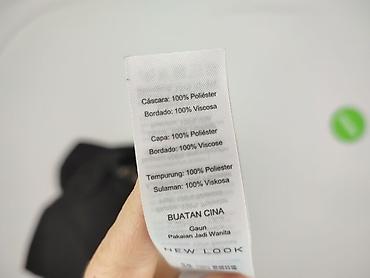 Cáscara: 100% Poliéster
Bordado: 100% Viscosa
Capa: 100% Poliéster
Bordado: 100% Viscose
Tempurung: 100% Poliester
Sulaman: 100% Viskosa
BUATAN CINA
Gaun
Pakaian Jadi Wanita
NEW LOOK